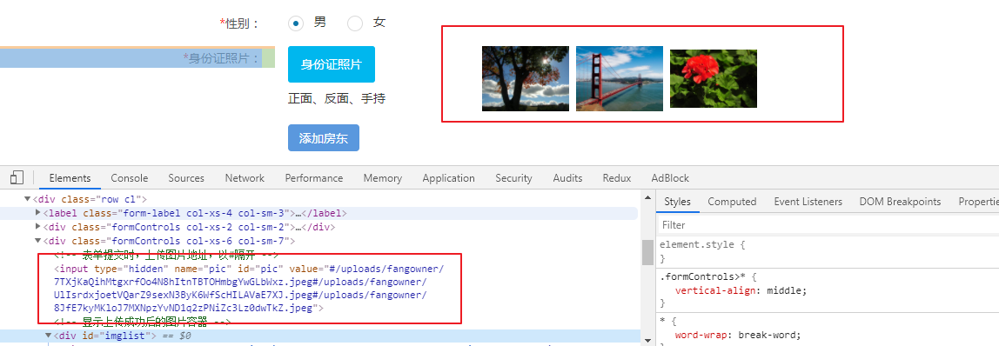 *性别： 男 女
*身份证照片： 身份证照片
正面、反面、手持
添加房东
Elements Console Sources Network Performance Memory Application Security Audits Redux AdBlock
▼<div class="row cl">
▶<label class="form-label col-xs-4 col-sm-3">…</label>
▶<div class="formControls col-xs-2 col-sm-2">…</div>
▼<div class="formControls col-xs-6 col-sm-7">
<!-- 表单提交时，上传图片地址，以#隔开 -->
<input type="hidden" name="pic" id="pic" value="#/uploads/fangowner/
7TXjKaQihMtgxrfOo4N8hItnTBTOHmbgYwGLbWxz.jpeg#/uploads/fangowner/
UlIsrdxjoetVQarZ9sexN3ByK6WfScHILAVaE7XJ.jpeg#/uploads/fangowner/
8JfE7kyMKloJ7MXNpzYvND1q2zPNiZc3Lz0dwTkZ.jpeg">
<!-- 显示上传成功后的图片容器 -->
▼<div id="imglist"> == $0
Styles Computed Event Listeners DOM Breakpoints Propertie
Filter
element.style {
}
.formControls>* {
vertical-align: middle;
}
* {
word-wrap: break-word;